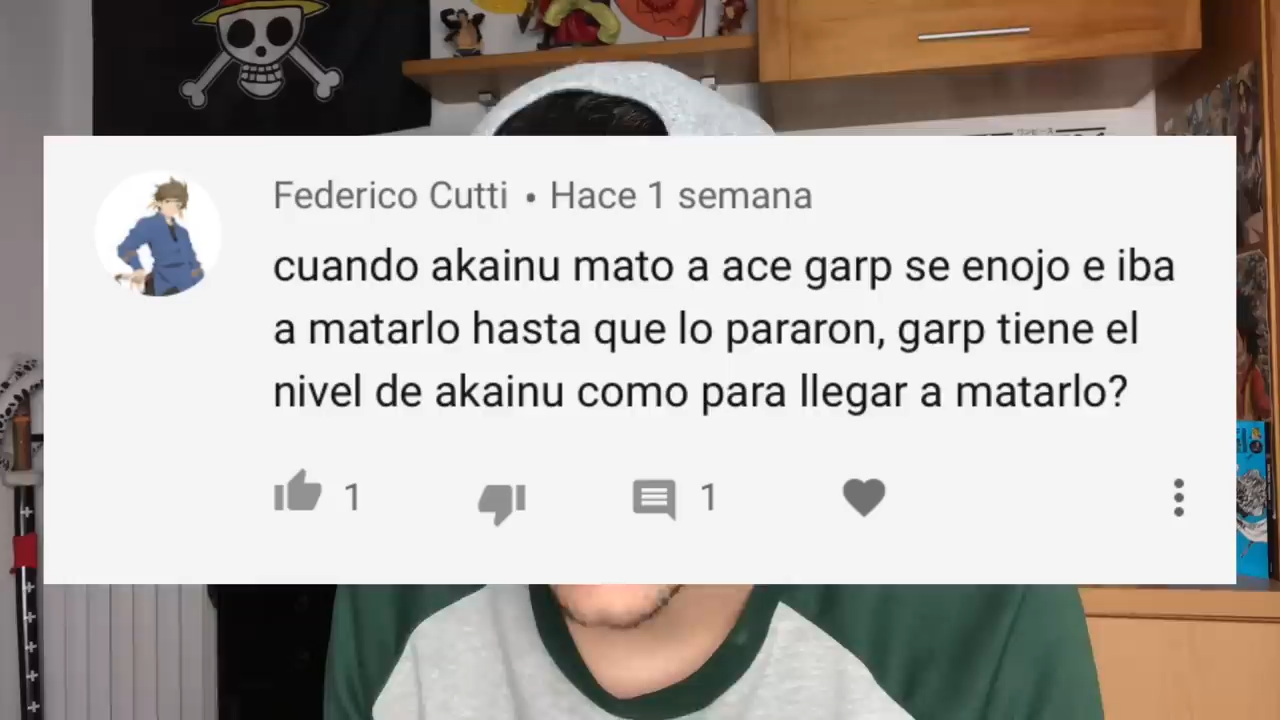 Federico Cutti • Hace 1 semana
cuando akainu mato a ace garp se enojo e iba
a matarlo hasta que lo pararon, garp tiene el
nivel de akainu como para llegar a matarlo?
1
1